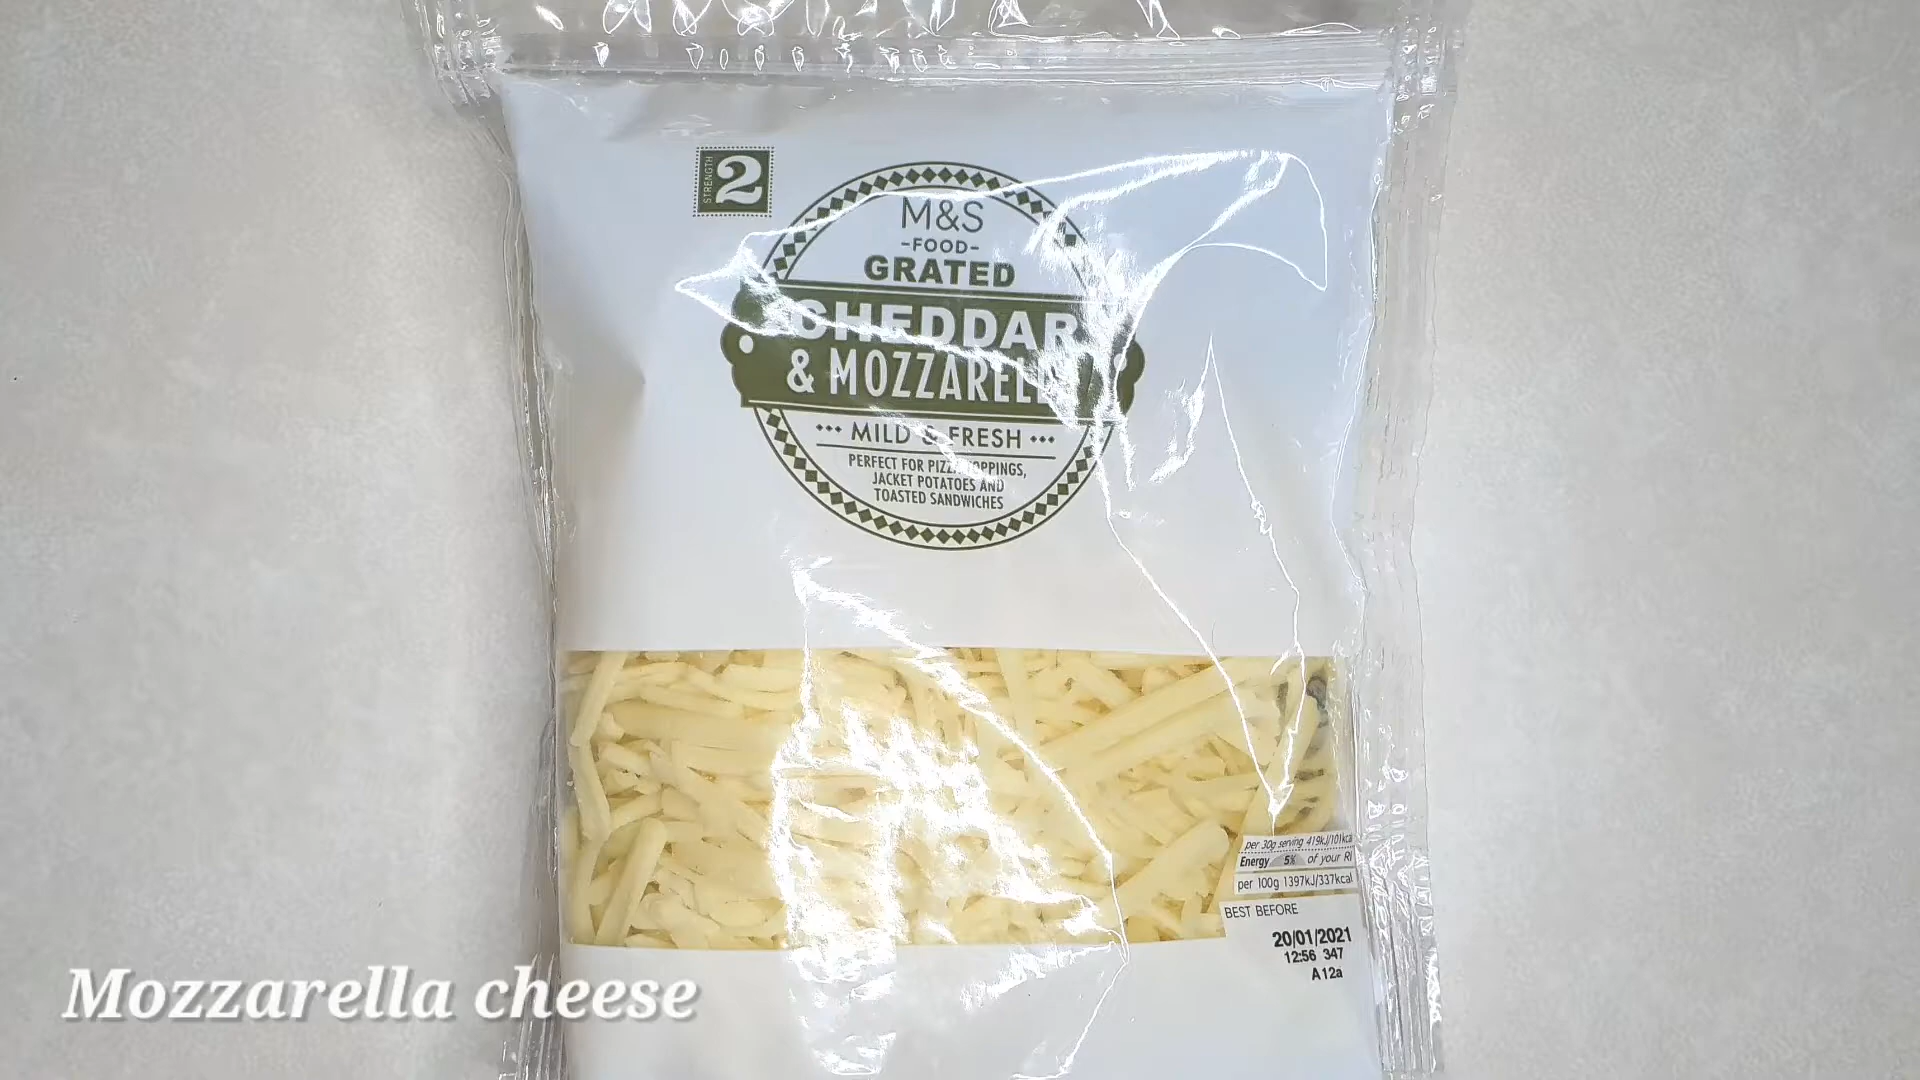 STRENGTH
2
M&S
-FOOD-
GRATED
CHEDDAR
& MOZZARELLA
MILD & FRESH
PERFECT FOR PIZZA TOPPINGS,
JACKET POTATOES AND
TOASTED SANDWICHES
per 30g serving 419kJ/101kcal
Energy 5% of your RI
per 100g 1397kJ/337kcal
BEST BEFORE
20/01/2021
12:56 347
A12a
Mozzarella cheese